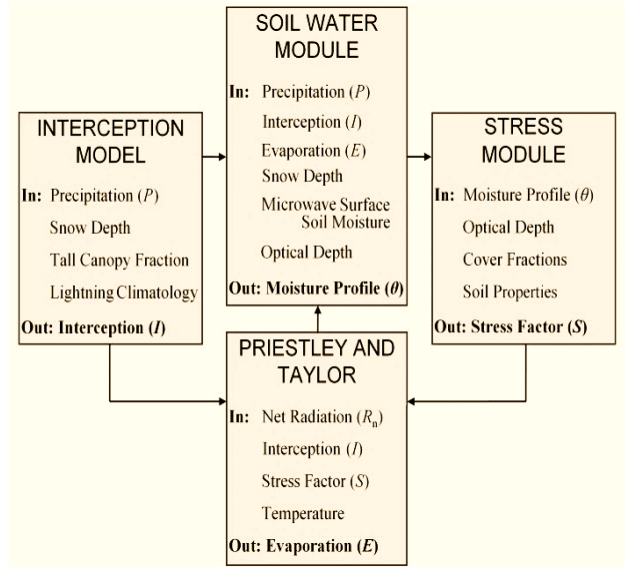 SOIL WATER
MODULE
In: Precipitation (P)
Interception (I)
Evaporation (E)
Snow Depth
Microwave Surface
Soil Moisture
Optical Depth
Out: Moisture Profile (θ)
INTERCEPTION
MODEL
In: Precipitation (P)
Snow Depth
Tall Canopy Fraction
Lightning Climatology
Out: Interception (I)
STRESS
MODULE
In: Moisture Profile (θ)
Optical Depth
Cover Fractions
Soil Properties
Out: Stress Factor (S)
PRIESTLEY AND
TAYLOR
In: Net Radiation (Rn)
Interception (I)
Stress Factor (S)
Temperature
Out: Evaporation (E)